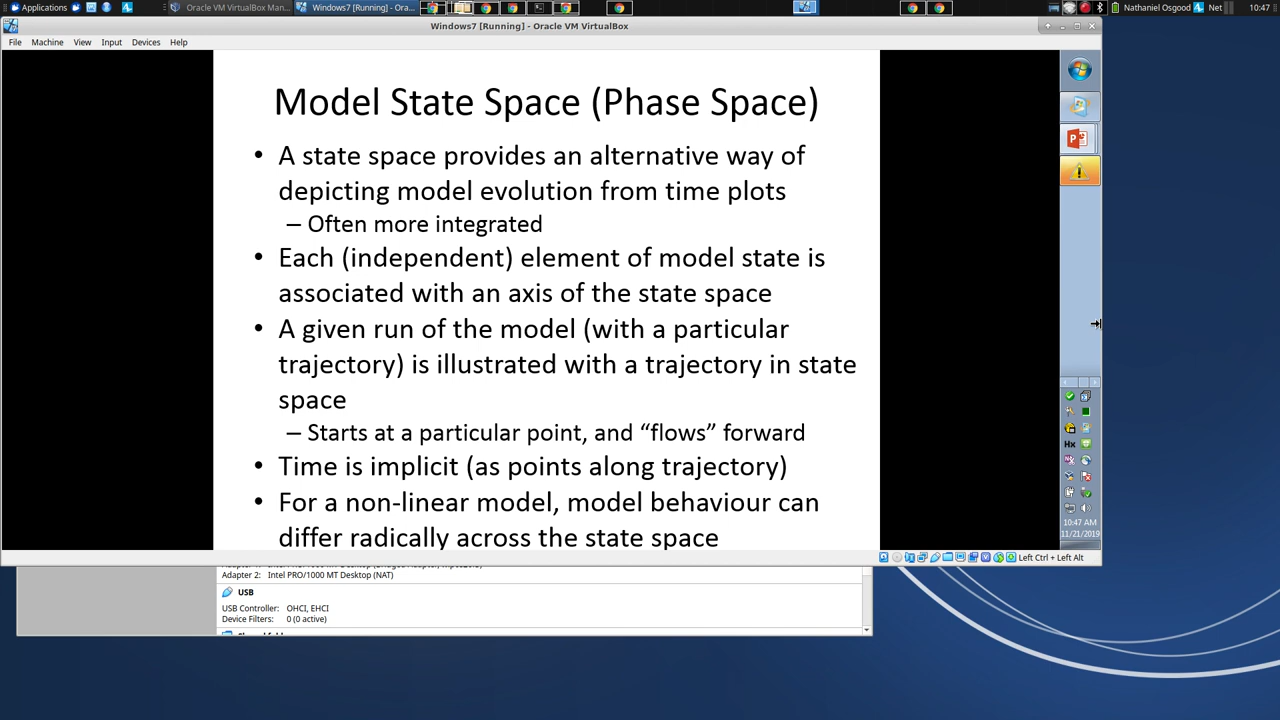 Applications
Oracle VM VirtualBox Man...
Windows7 [Running] - Ora...
Nathaniel Osgood
Net
10:47
Windows7 [Running] - Oracle VM VirtualBox
File Machine View Input Devices Help
Model State Space (Phase Space)
• A state space provides an alternative way of
depicting model evolution from time plots
– Often more integrated
• Each (independent) element of model state is
associated with an axis of the state space
• A given run of the model (with a particular
trajectory) is illustrated with a trajectory in state
space
– Starts at a particular point, and “flows” forward
• Time is implicit (as points along trajectory)
• For a non-linear model, model behaviour can
differ radically across the state space
10:47 AM
11/21/2019
Left Ctrl + Left Alt
Adapter 2: Intel PRO/1000 MT Desktop (NAT)
USB
USB Controller: OHCI, EHCI
Device Filters: 0 (0 active)